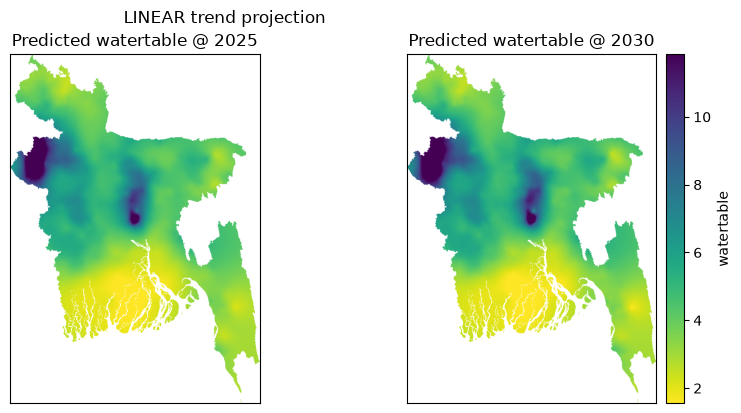 LINEAR trend projection
Predicted watertable @ 2025
Predicted watertable @ 2030
10
8
6
4
2
watertable